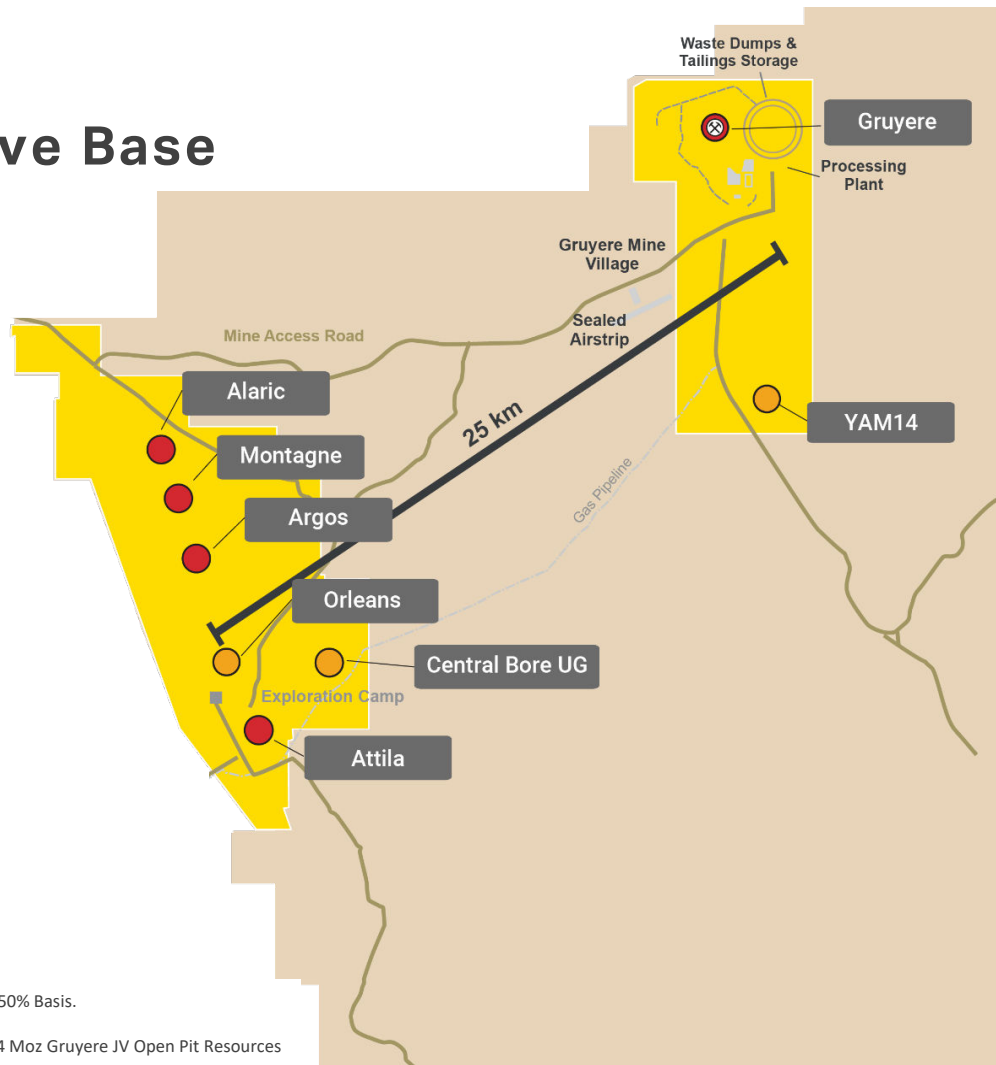 ve Base
Waste Dumps &
Tailings Storage
Gruyere
Processing
Plant
Gruyere Mine
Village
Sealed
Airstrip
Mine Access Road
Alaric
25 km
YAM14
Montagne
Gas Pipeline
Argos
Orleans
Central Bore UG
Exploration Camp
Attila
50% Basis.
4 Moz Gruyere JV Open Pit Resources